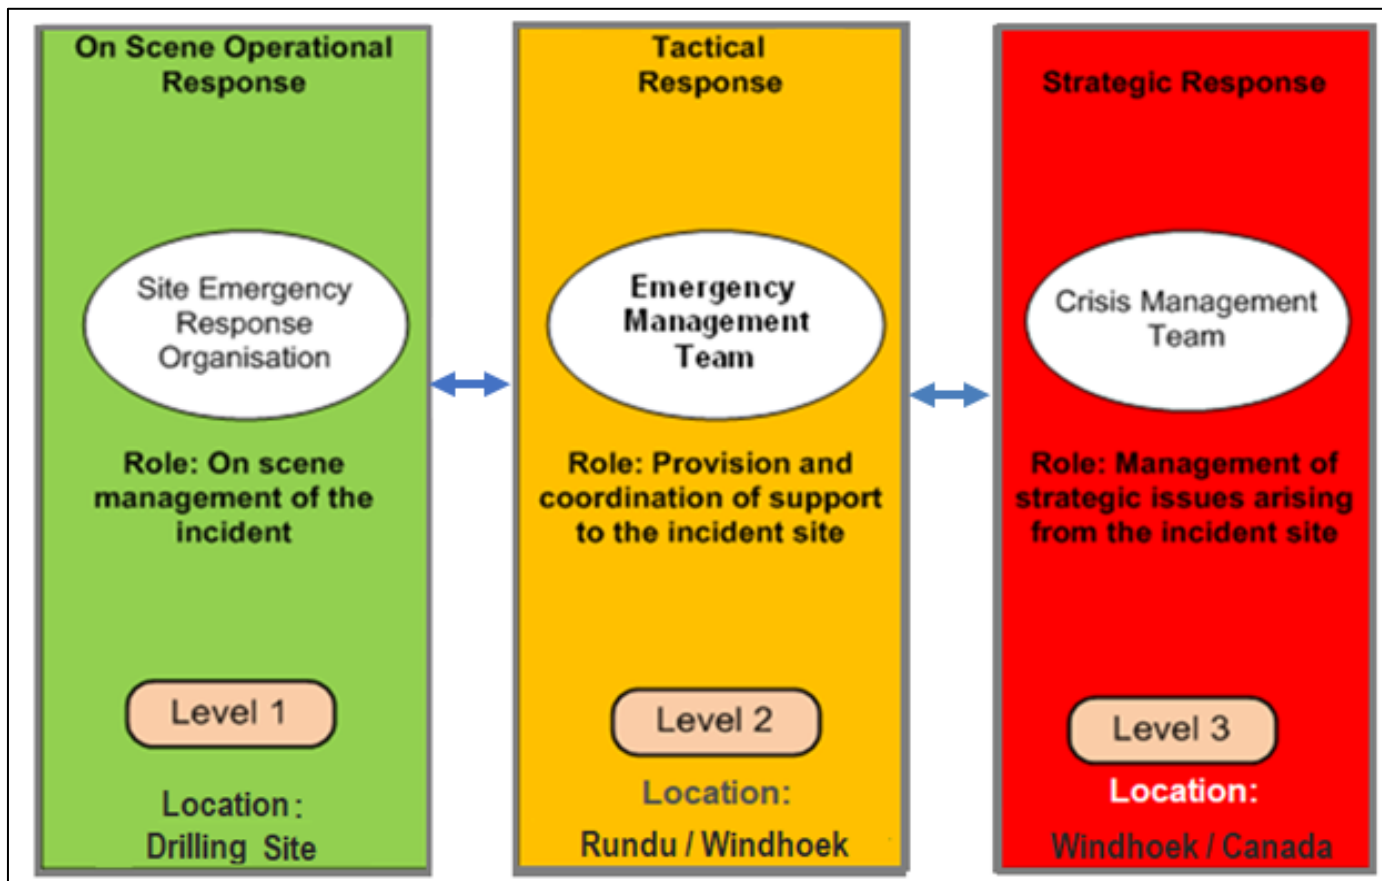 On Scene Operational
Response
Site Emergency
Response
Organisation
Role: On scene
management of the
incident
Level 1
Location :
Drilling Site
Tactical
Response
Emergency
Management
Team
Role: Provision and
coordination of support
to the incident site
Level 2
Location:
Rundu / Windhoek
Strategic Response
Crisis Management
Team
Role: Management of
strategic issues arising
from the incident site
Level 3
Location:
Windhoek / Canada